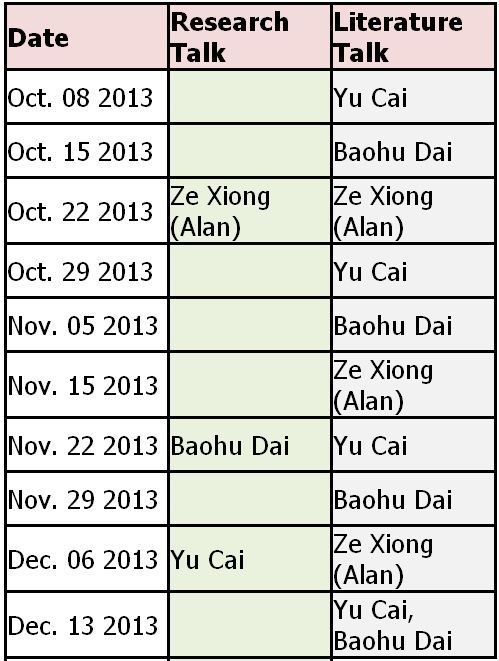 Date Research Talk Literature Talk
Oct. 08 2013 Yu Cai
Oct. 15 2013 Baohu Dai
Oct. 22 2013 Ze Xiong (Alan) Ze Xiong (Alan)
Oct. 29 2013 Yu Cai
Nov. 05 2013 Baohu Dai
Nov. 15 2013 Ze Xiong (Alan)
Nov. 22 2013 Baohu Dai Yu Cai
Nov. 29 2013 Baohu Dai
Dec. 06 2013 Yu Cai Ze Xiong (Alan)
Dec. 13 2013 Yu Cai, Baohu Dai